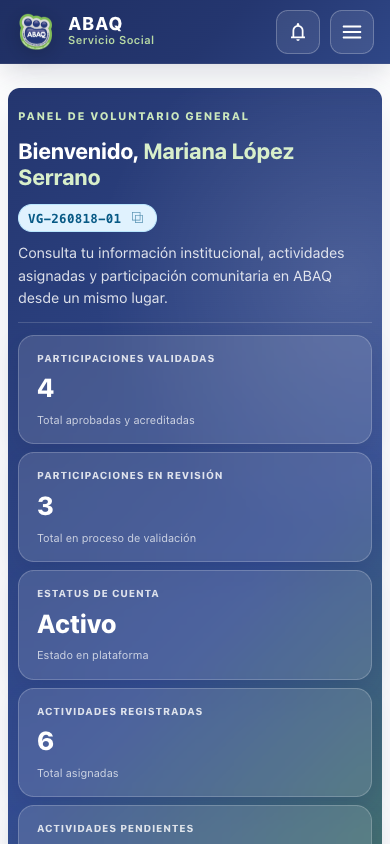 ABAQ
ABAQ
Servicio Social
PANEL DE VOLUNTARIO GENERAL
Bienvenido, Mariana López
Serrano
VG-260818-01
Consulta tu información institucional, actividades
asignadas y participación comunitaria en ABAQ
desde un mismo lugar.
PARTICIPACIONES VALIDADAS
4
Total aprobadas y acreditadas
PARTICIPACIONES EN REVISIÓN
3
Total en proceso de validación
ESTATUS DE CUENTA
Activo
Estado en plataforma
ACTIVIDADES REGISTRADAS
6
Total asignadas
ACTIVIDADES PENDIENTES